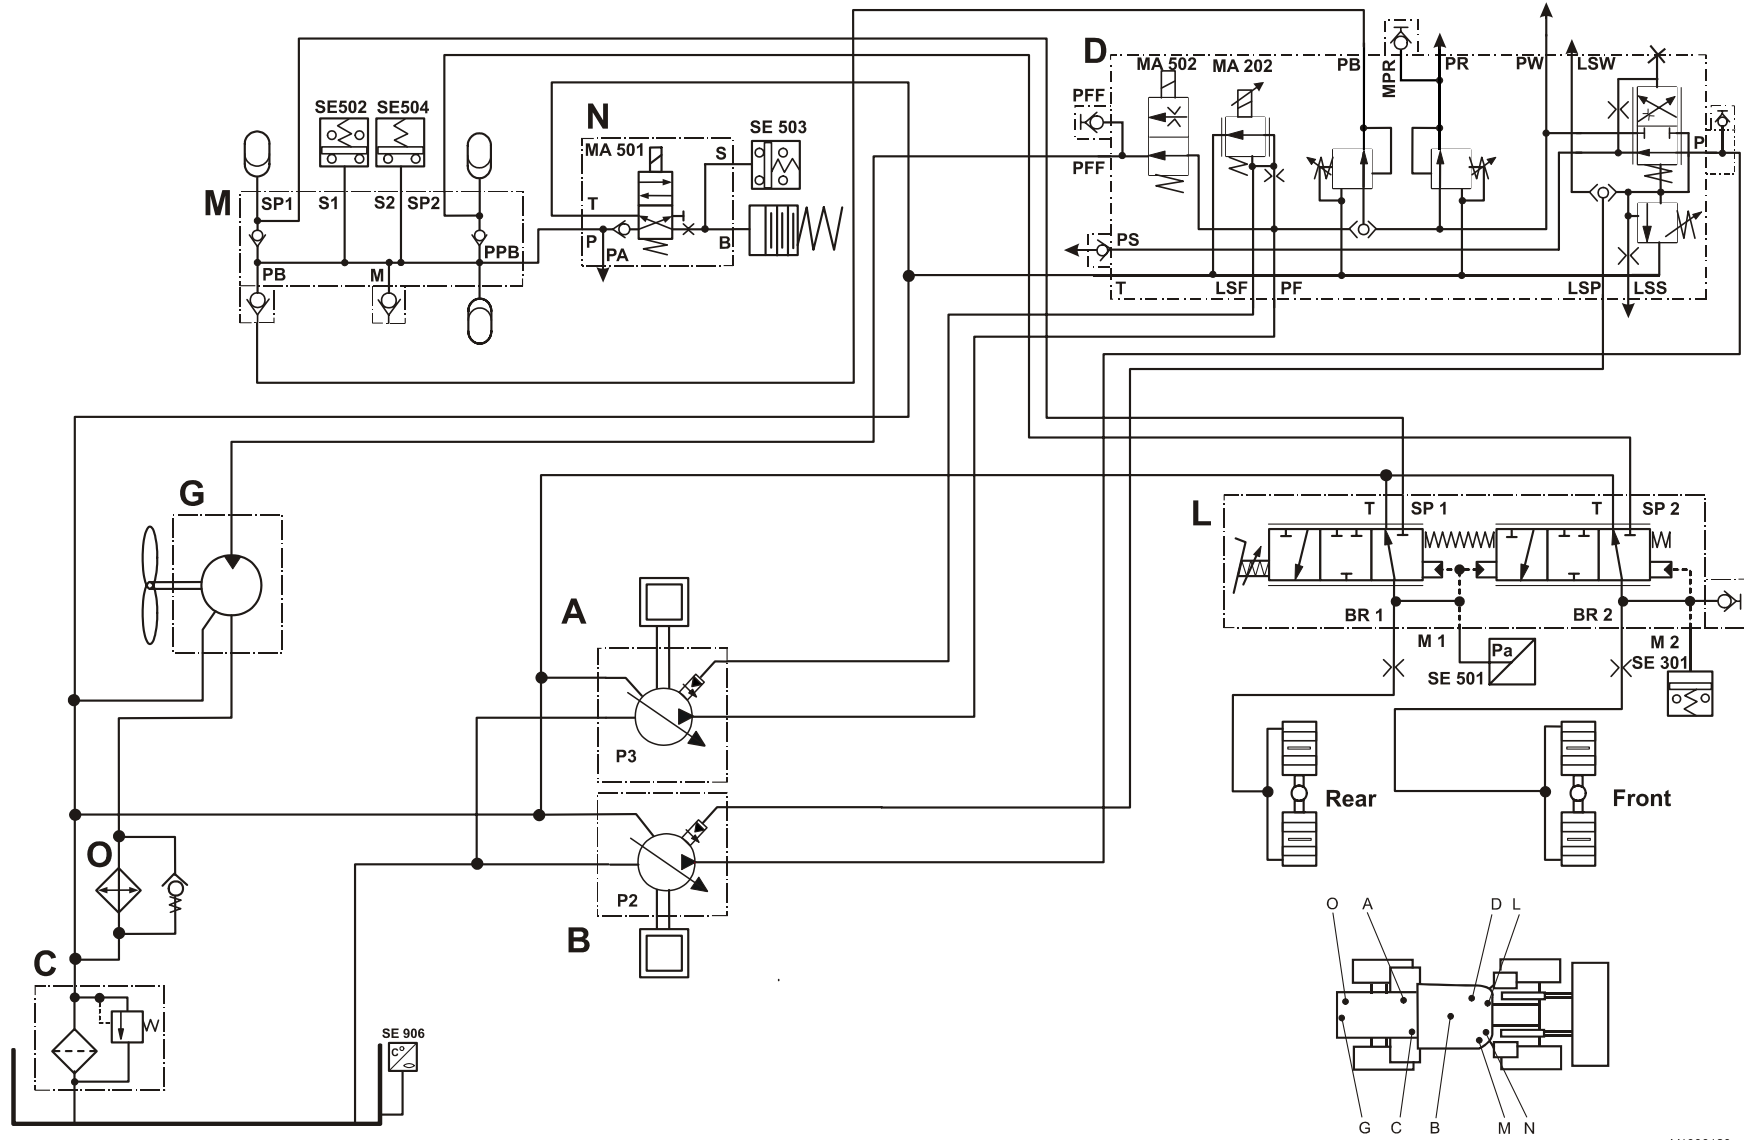 D
MA 502
MA 202
PB
MPR
PR
PW
LSW
PFF
PFF
P
PS
T
LSF
PF
LSP
LSS
SE502
SE504
N
MA 501
SE 503
S
T
P
PA
B
M
SP1
S1
S2
SP2
PB
M
PPB
G
L
T
SP 1
T
SP 2
BR 1
BR 2
M 1
M 2
Pa
SE 501
SE 301
A
P3
P2
B
Rear
Front
O
C
SE 906
C°
O
A
D
L
G
C
B
M
N